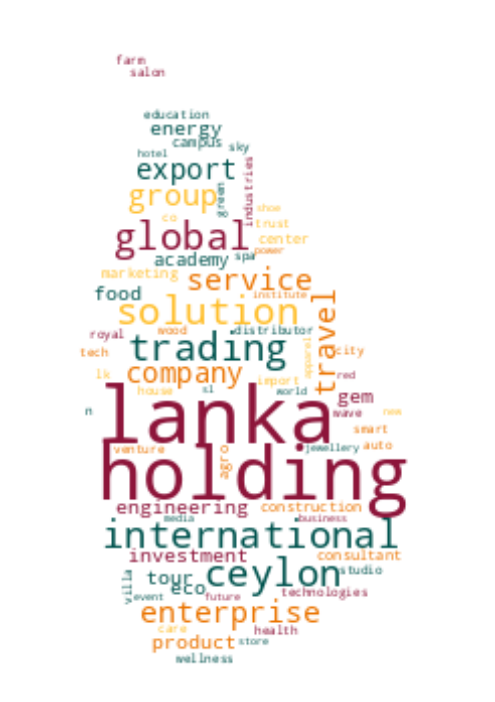 farm
salon
education
energy
campus sky
hotel
export
industries
green
group
shoe
co trust
global center
power
academy spa
marketing service
food institute
solution
travel
wood distributor
royal
trading
apparel
tech city
company
lk import red
house sl world
gem
lanka
n wave new
smart
venture jewellery auto
holding
agro
engineering construction
media business
international
investment consultant
ceylon studio
tour
eco
villa
event future technologies
enterprise
care health
product store
wellness